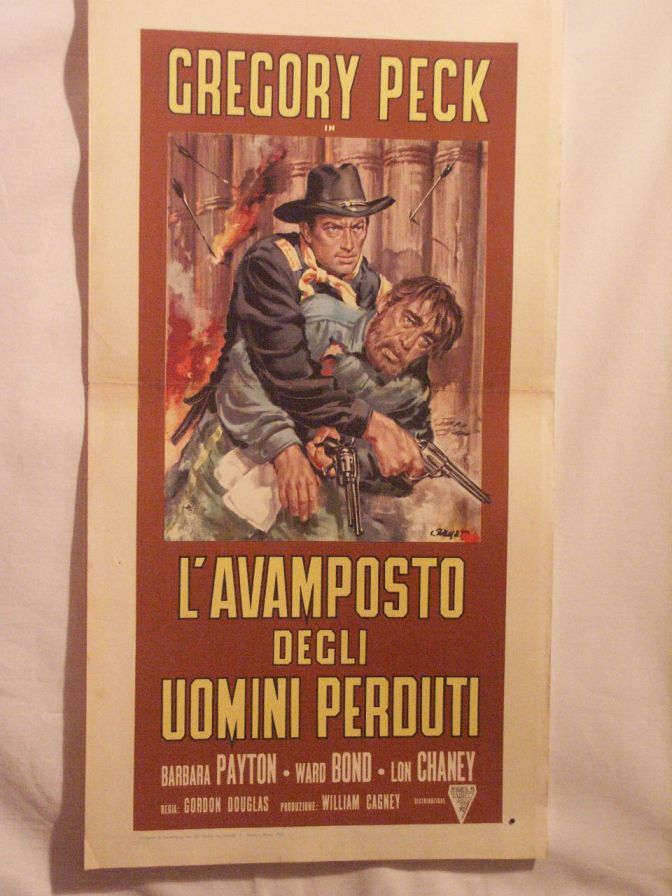 GREGORY PECK
IN
L'AVAMPOSTO
DEGLI
UOMINI PERDUTI
BARBARA PAYTON • WARD BOND • LON CHANEY
REGIA: GORDON DOUGLAS PRODUZIONE: WILLIAM CAGNEY DISTRIBUZIONE